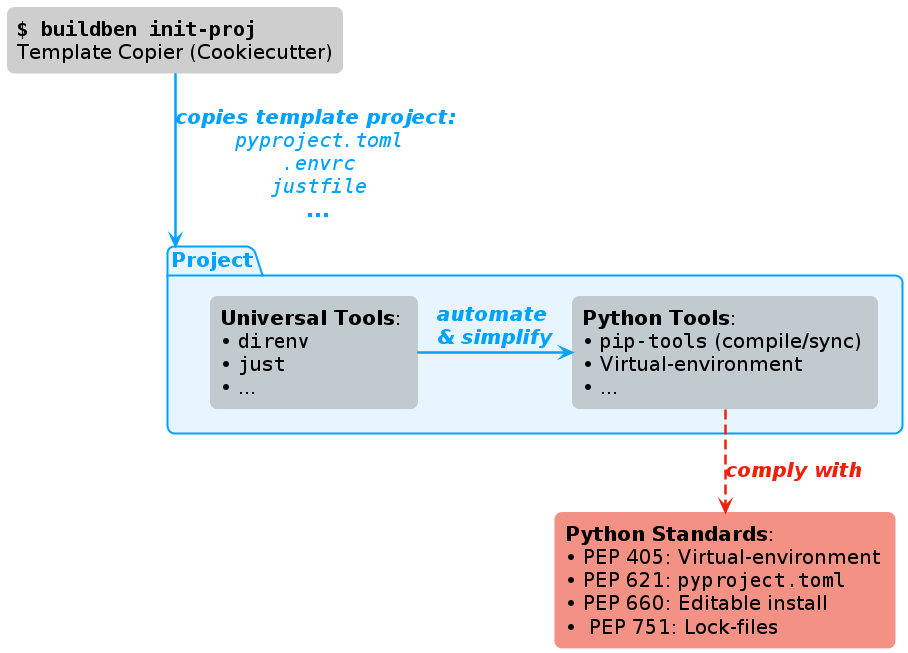 $ buildben init-proj
Template Copier (Cookiecutter)
copies template project:
pyproject.toml
.envrc
justfile
...
Project
Universal Tools:
• direnv
• just
• ...
automate
& simplify
Python Tools:
• pip-tools (compile/sync)
• Virtual-environment
• ...
comply with
Python Standards:
• PEP 405: Virtual-environment
• PEP 621: pyproject.toml
• PEP 660: Editable install
•  PEP 751: Lock-files